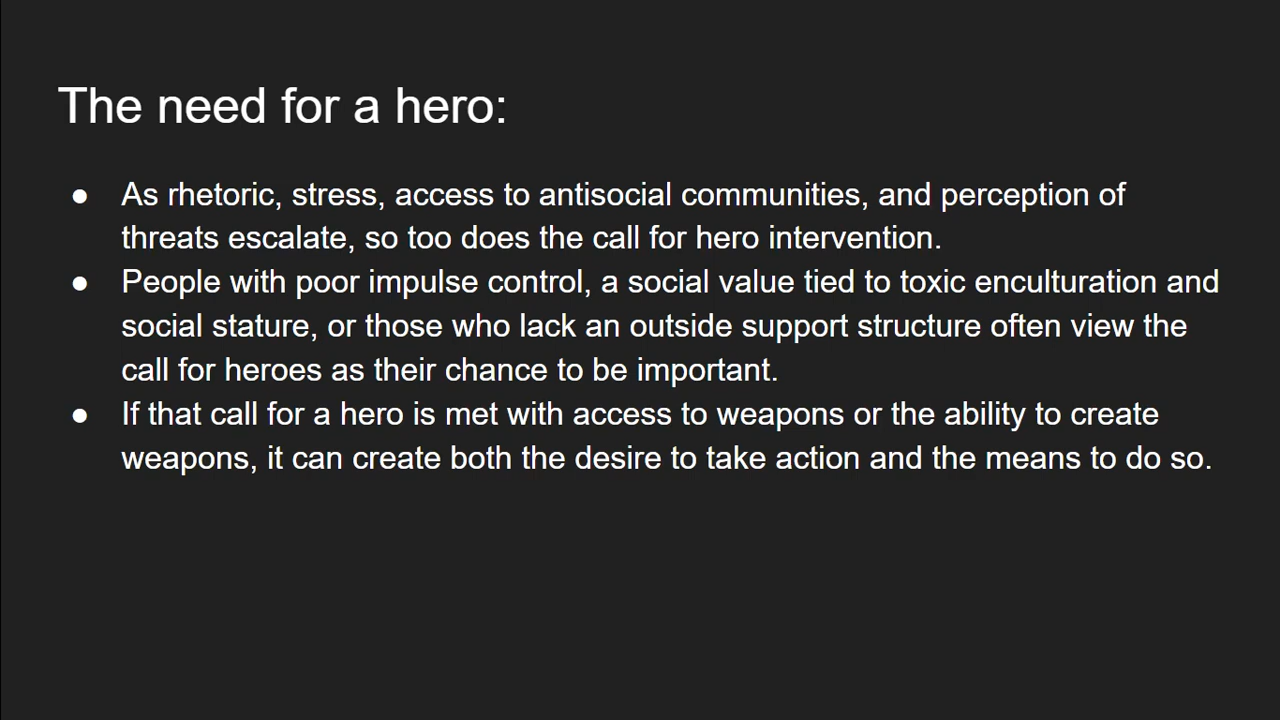 The need for a hero:
● As rhetoric, stress, access to antisocial communities, and perception of
threats escalate, so too does the call for hero intervention.
● People with poor impulse control, a social value tied to toxic enculturation and
social stature, or those who lack an outside support structure often view the
call for heroes as their chance to be important.
● If that call for a hero is met with access to weapons or the ability to create
weapons, it can create both the desire to take action and the means to do so.